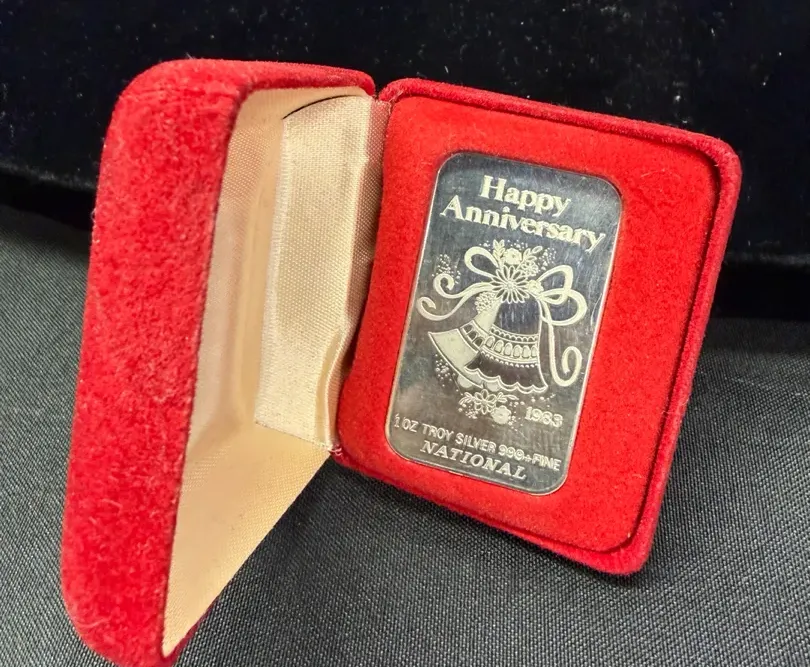 Happy
Anniversary
1983
1 OZ TROY SILVER 999+ FINE
NATIONAL